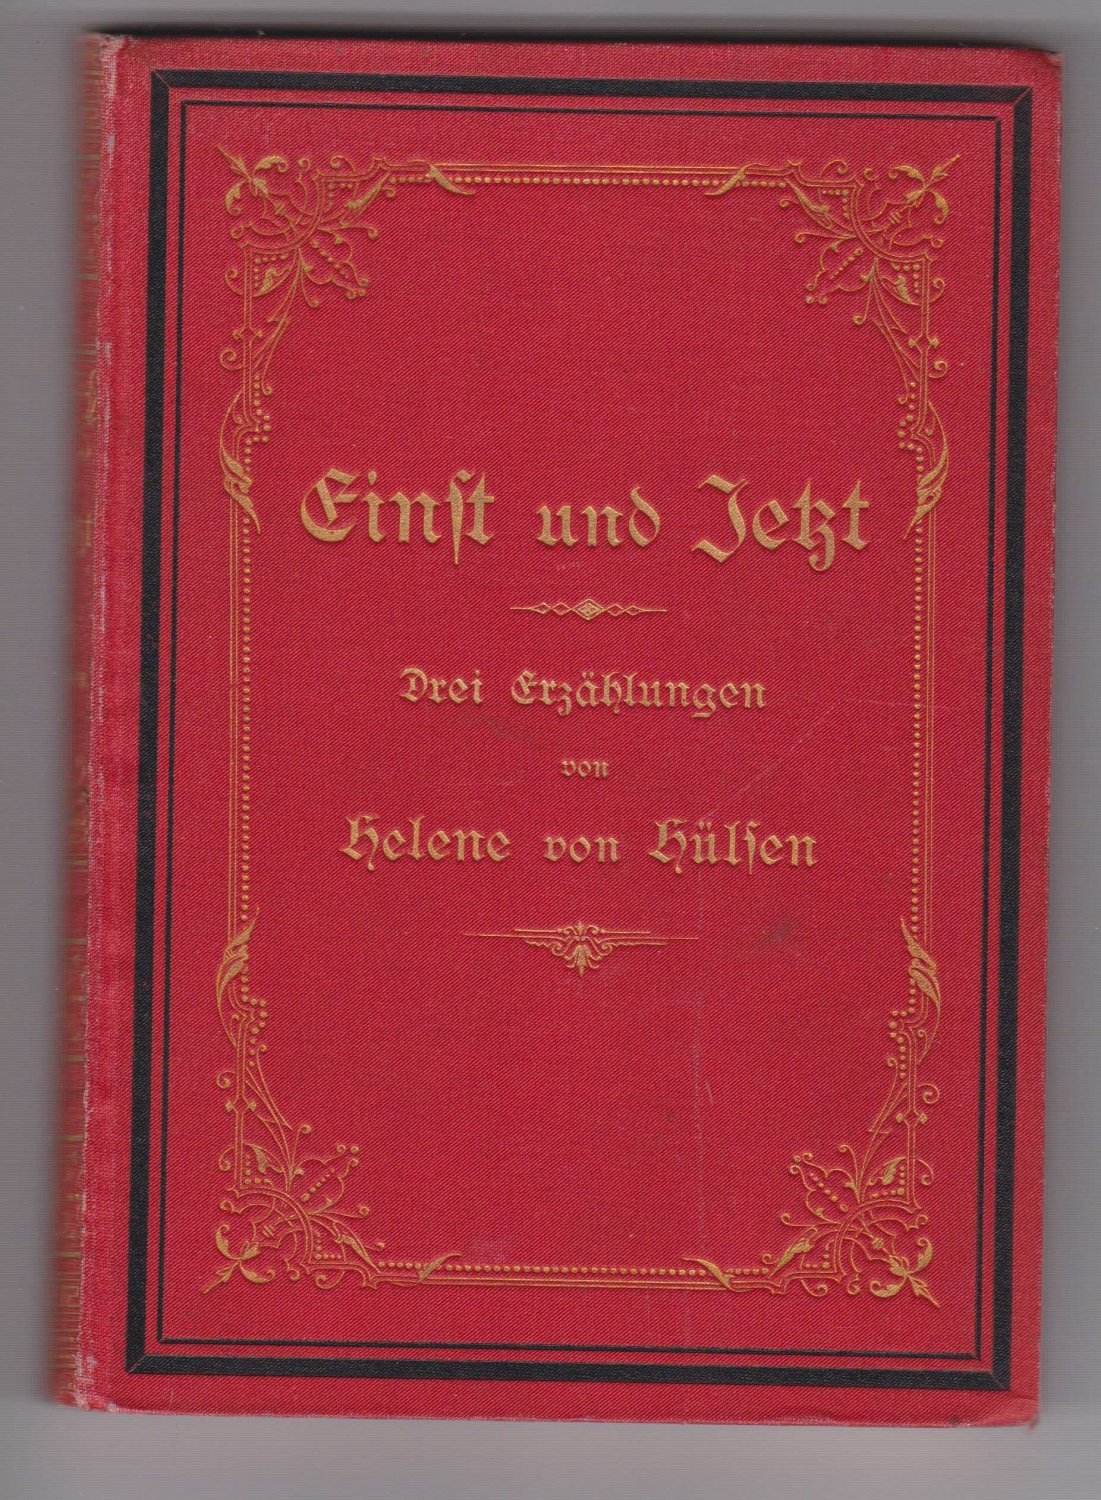 Einſt und Jetzt
Drei Erzählungen
von
Helene von Hülſen